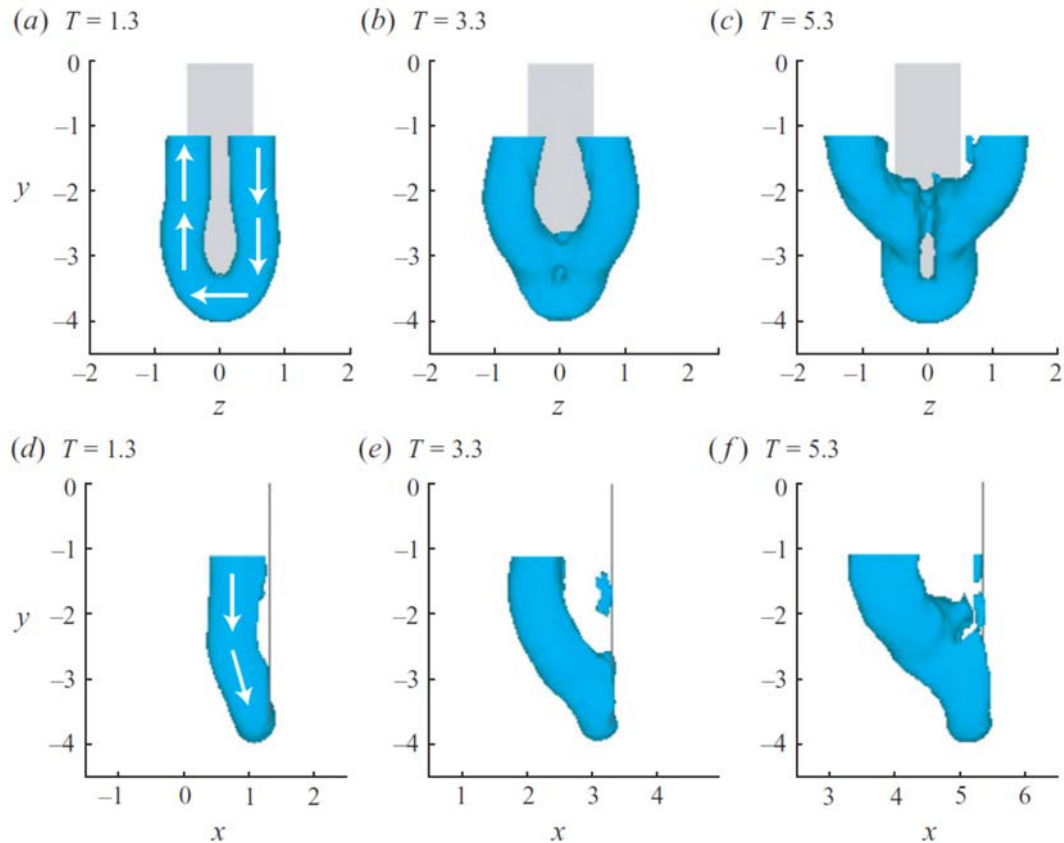 (a) T = 1.3
(b) T = 3.3
(c) T = 5.3
0
–1
–2
–3
–4
y
–2 –1 0 1 2
z
–2 –1 0 1 2
z
–2 –1 0 1 2
z
0
–1
–2
–3
–4
0
–1
–2
–3
–4
(d) T = 1.3
(e) T = 3.3
(f) T = 5.3
0
–1
–2
–3
–4
y
–1 0 1 2
x
0
–1
–2
–3
–4
1 2 3 4
x
0
–1
–2
–3
–4
3 4 5 6
x